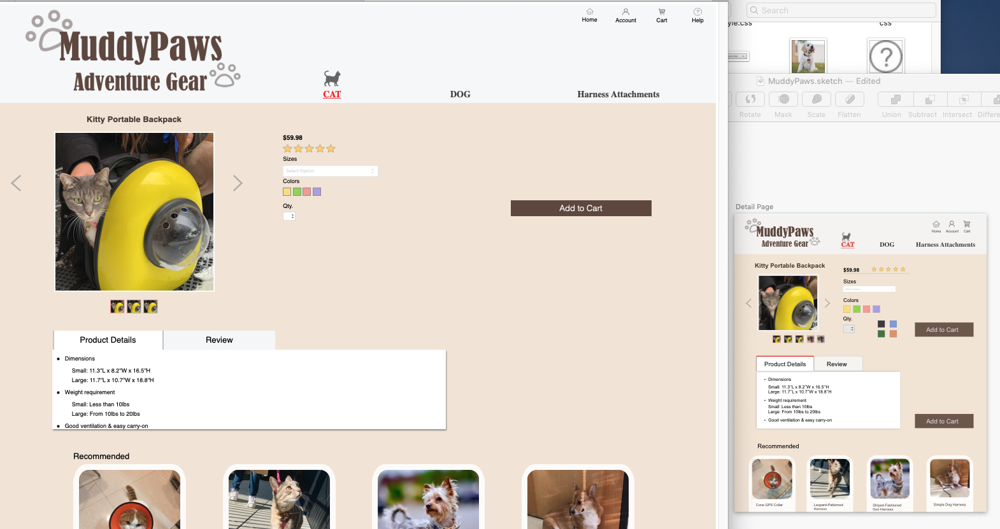 Home
Account
Cart
Help
MuddyPaws
Adventure Gear
CAT
DOG
Harness Attachments
Kitty Portable Backpack
$59.98
Sizes
Select Option
Colors
Qty.
Add to Cart
Product Details
Review
Dimensions
Small: 11.3"L x 8.2"W x 16.5"H
Large: 11.7"L x 10.7"W x 18.8"H
Weight requirement
Small: Less than 10lbs
Large: From 10lbs to 20lbs
Good ventilation & easy carry-on
Recommended
Search
yle.css
css
?
MuddyPaws.sketch — Edited
Rotate
Mask
Scale
Flatten
Union
Subtract
Intersect
Differe
Detail Page
MuddyPaws
Adventure Gear
Home
Account
Cart
CAT
DOG
Harness Attachments
Kitty Portable Backpack
$59.98
Sizes
Colors
Qty.
Add to Cart
Product Details
Review
Dimensions
Small: 11.3"L x 8.2"W x 16.5"H
Large: 11.7"L x 10.7"W x 18.8"H
Weight requirement
Small: Less than 10lbs
Large: From 10lbs to 20lbs
Good ventilation & easy carry-on
Add to Cart
Recommended
Cone GPS Collar
Leopard-Patterned
Harness
Striped-Fashioned
Dog Harness
Simple Dog Harness